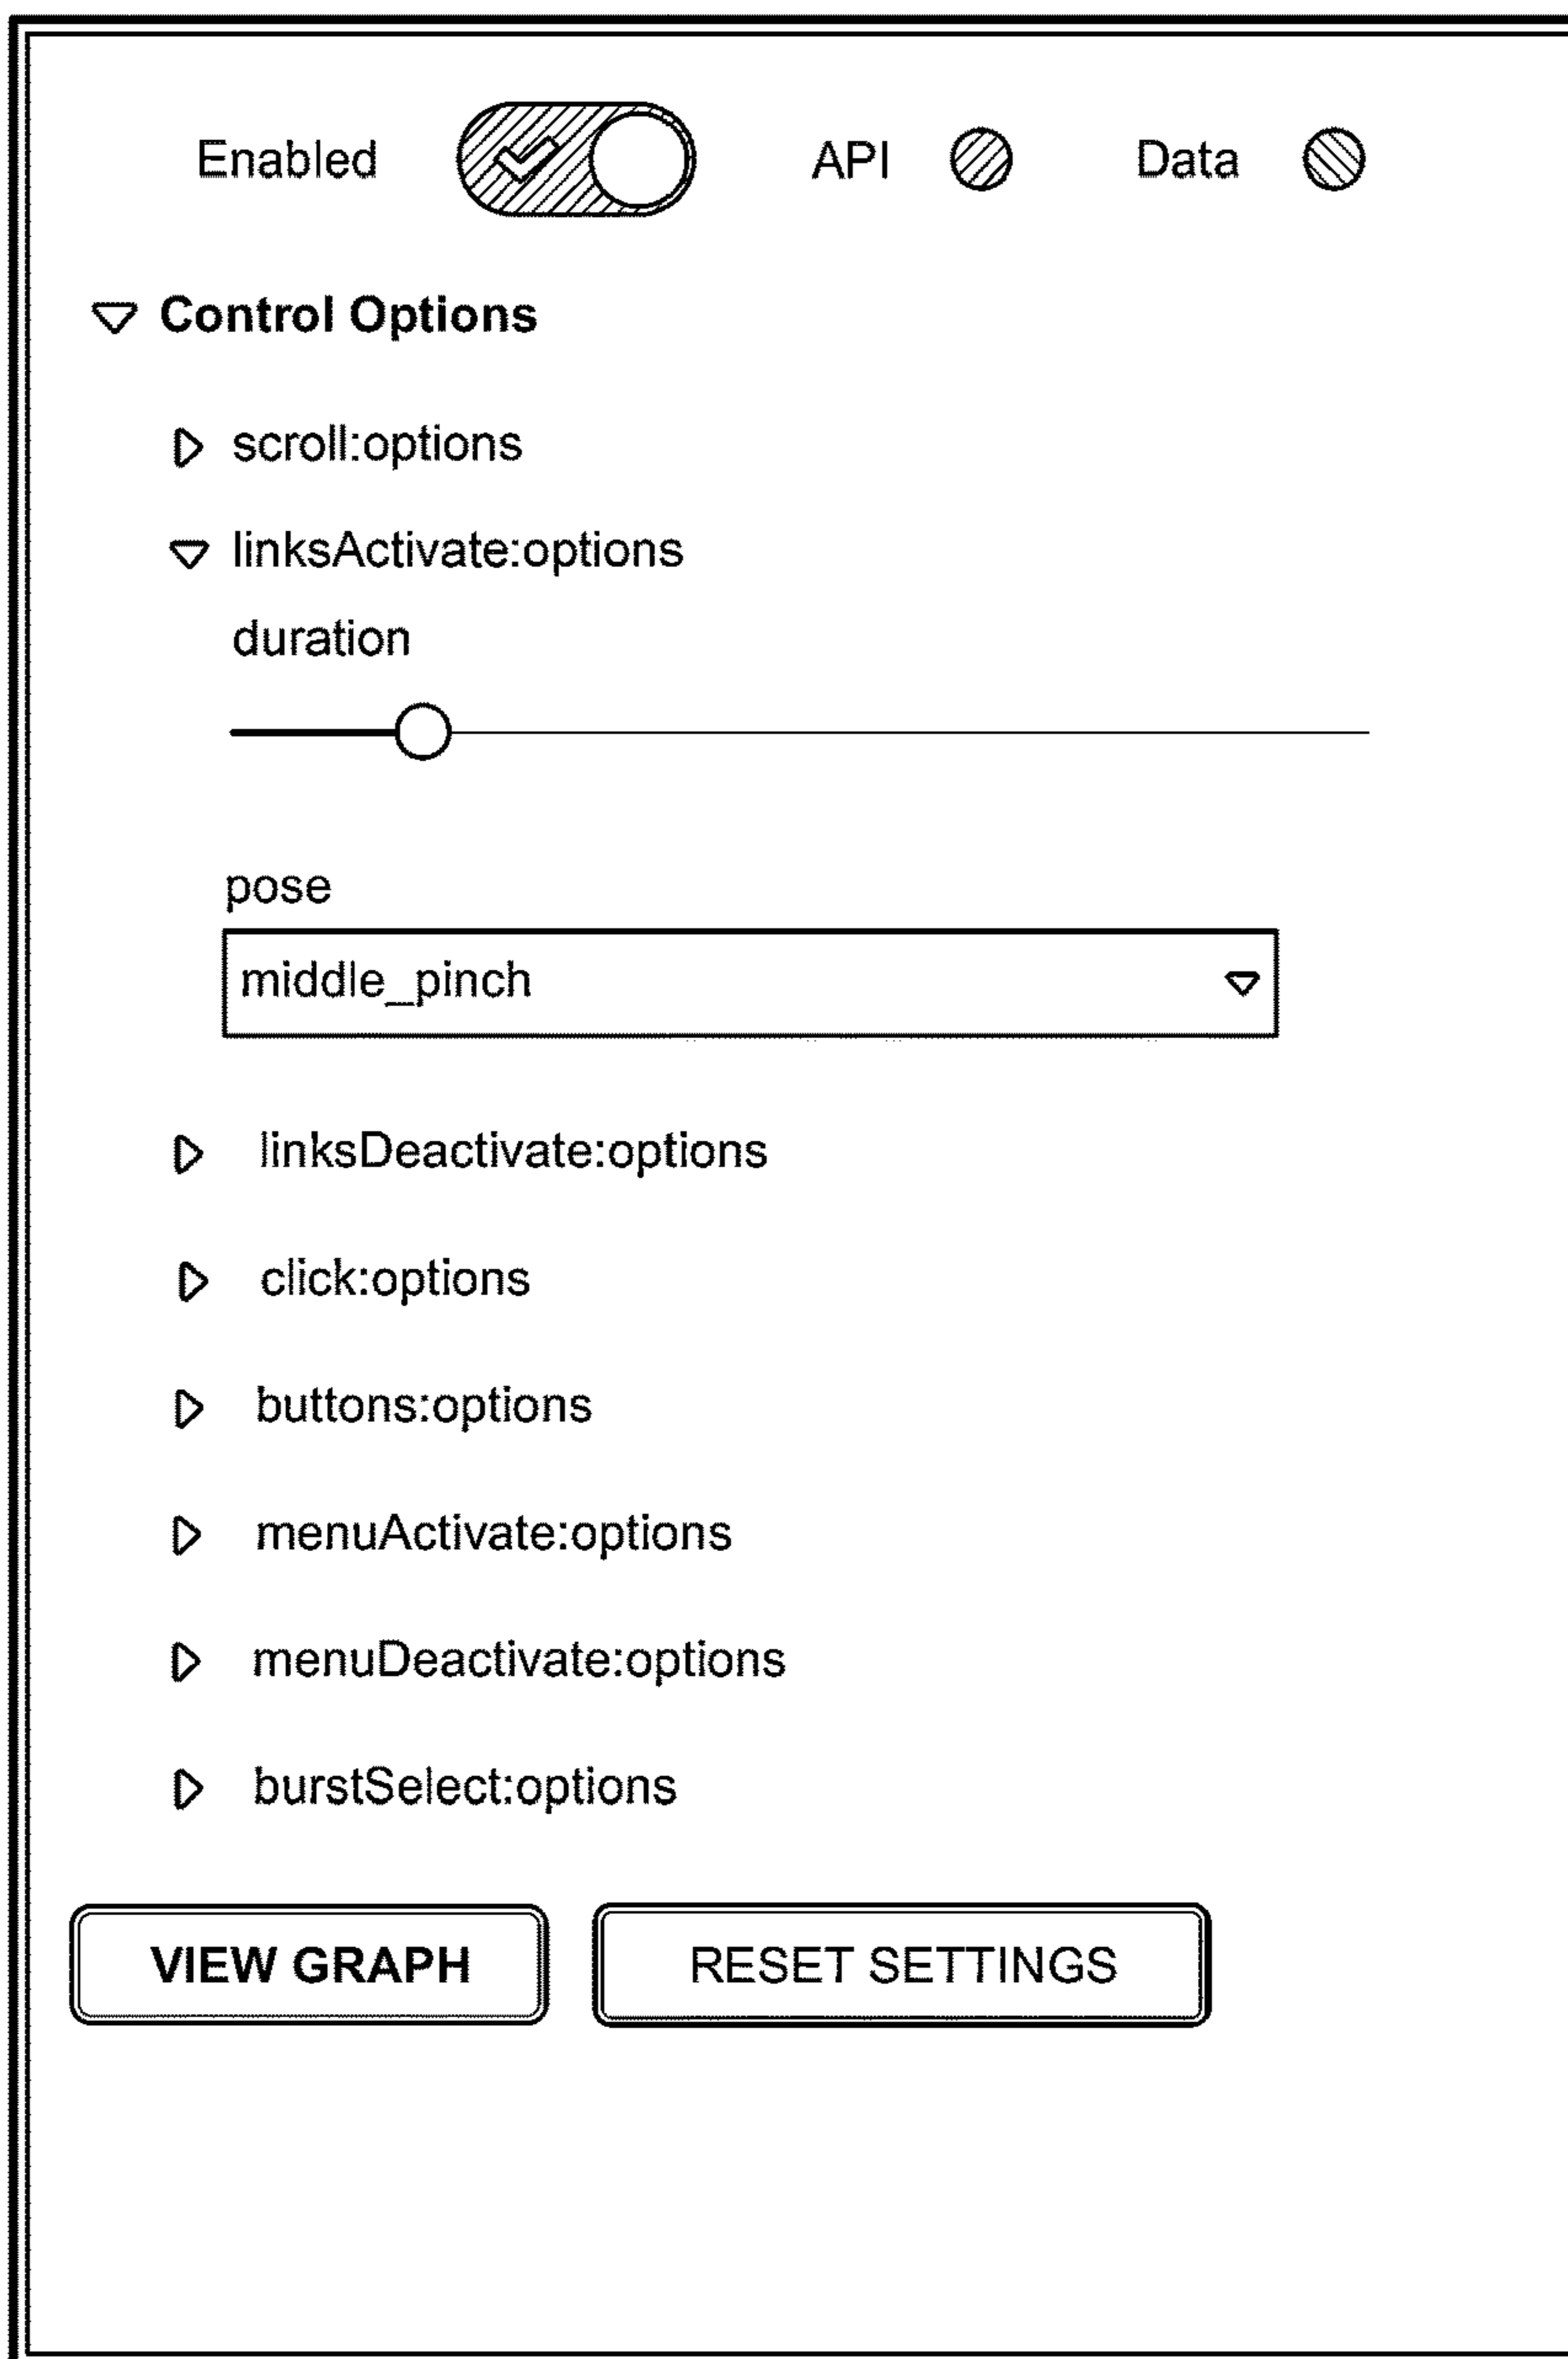 Enabled API Data
Control Options
scroll:options
linksActivate:options
duration
pose
middle_pinch
linksDeactivate:options
click:options
buttons:options
menuActivate:options
menuDeactivate:options
burstSelect:options
VIEW GRAPH RESET SETTINGS